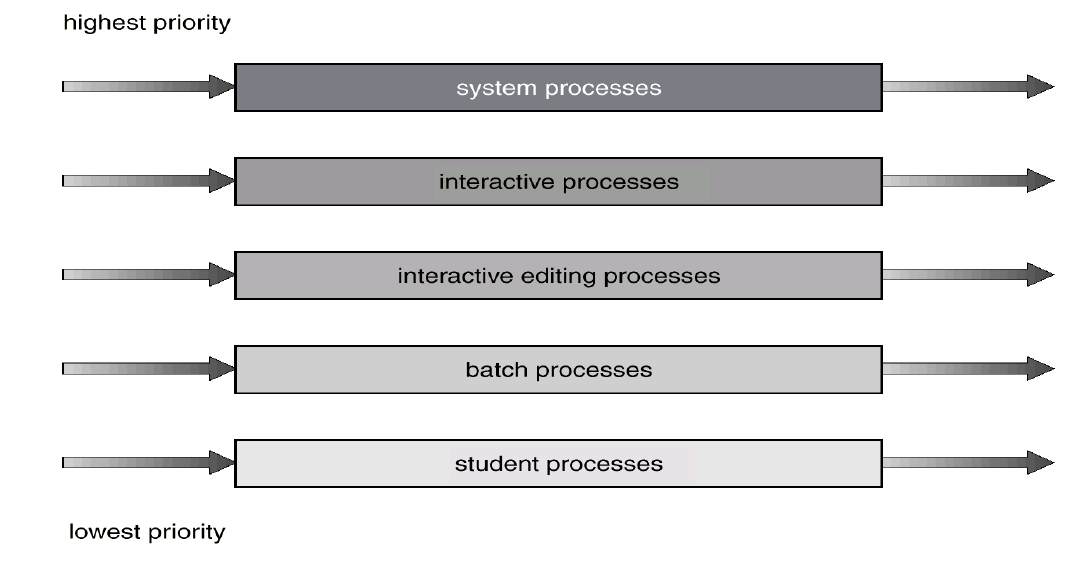 highest priority
system processes
interactive processes
interactive editing processes
batch processes
student processes
lowest priority